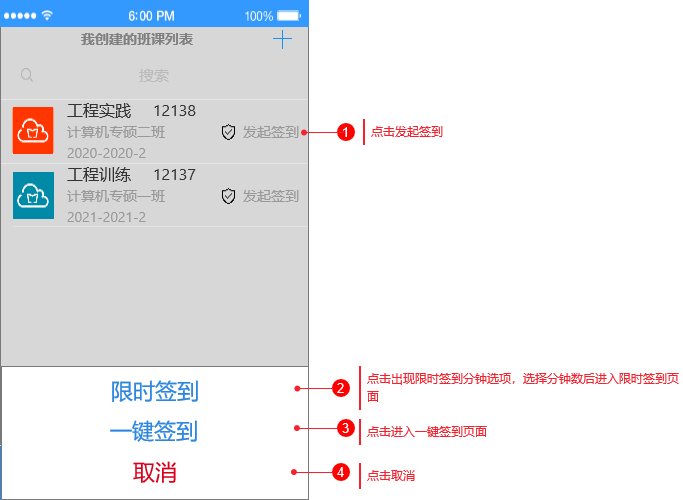 6:00 PM
100%
我创建的班课列表
搜索
工程实践 12138
计算机专硕二班
发起签到
2020-2020-2
1 点击发起签到
工程训练 12137
计算机专硕一班
发起签到
2021-2021-2
限时签到
2 点击出现限时签到分钟选项，选择分钟数后进入限时签到页
面
一键签到
3 点击进入一键签到页面
取消
4 点击取消